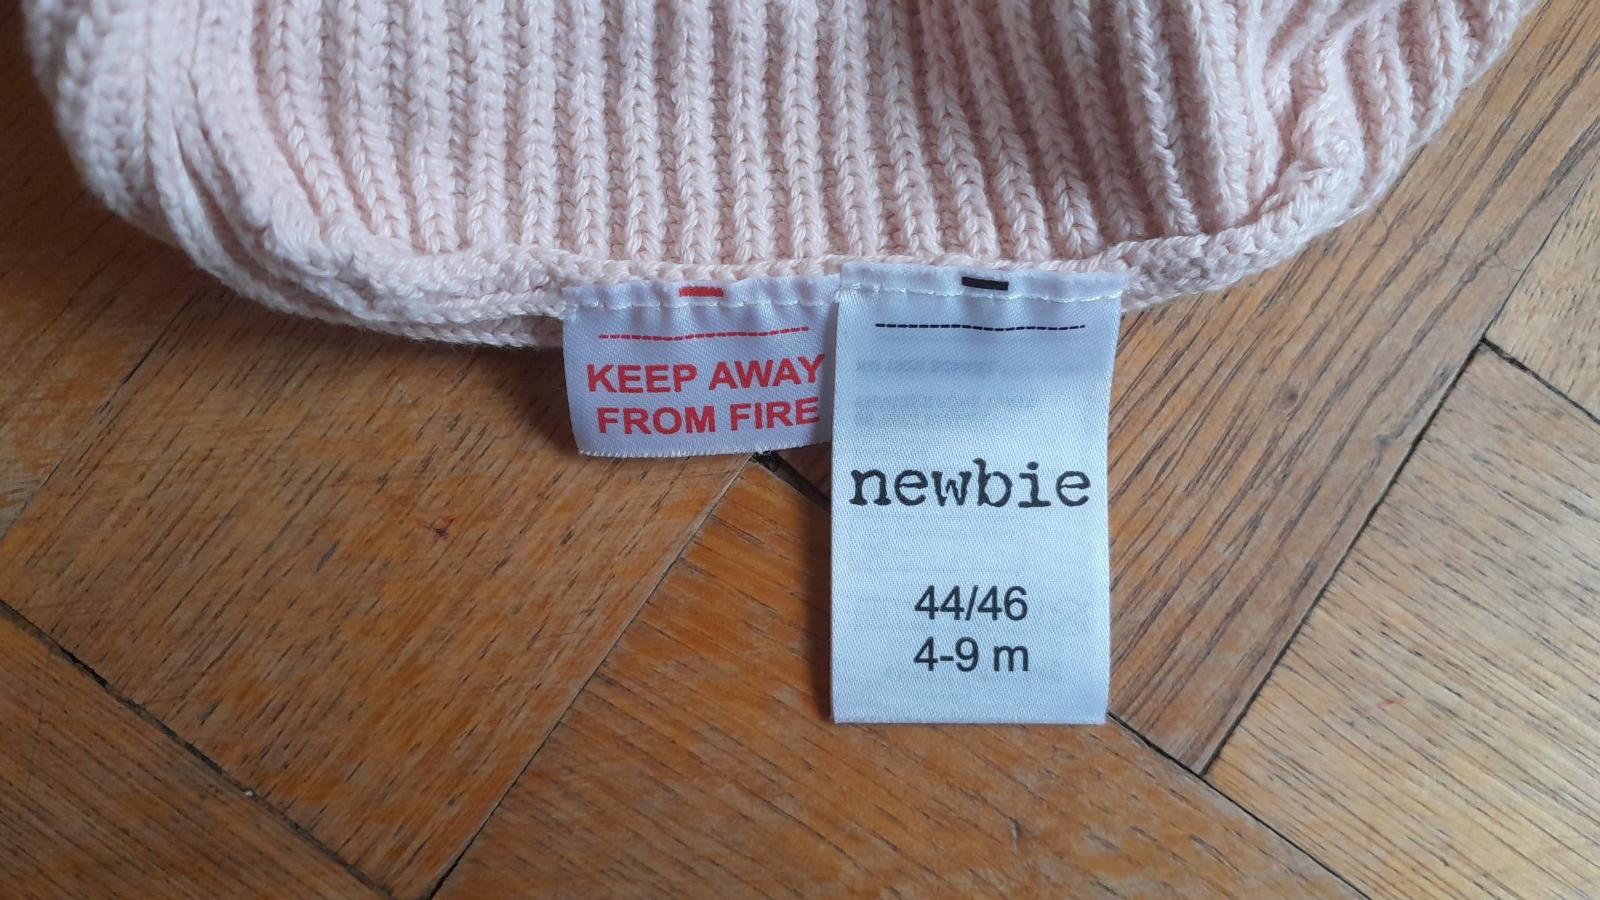 KEEP AWAY
FROM FIRE
newbie
44/46
4-9 m